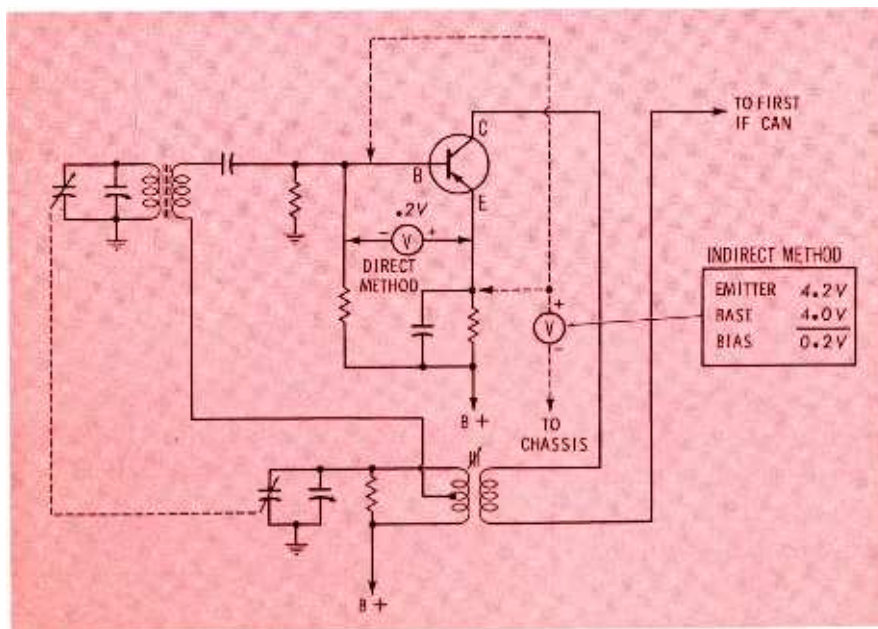 C
TO FIRST
IF CAN
B
E
.2V
- V +
DIRECT
METHOD
INDIRECT METHOD
EMITTER 4.2V
BASE 4.0V
BIAS 0.2V
+
V
-
B+
TO
CHASSIS
B+